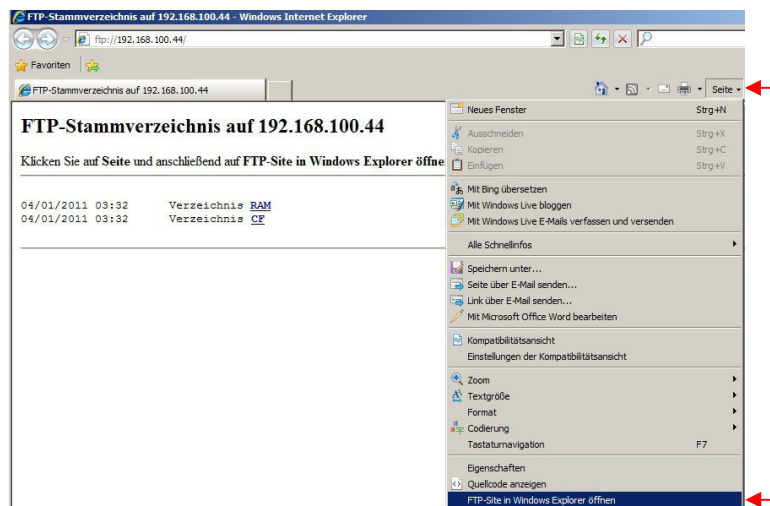 FTP-Stammverzeichnis auf 192.168.100.44 - Windows Internet Explorer
ftp://192.168.100.44/
Favoriten
FTP-Stammverzeichnis auf 192.168.100.44
Seite
FTP-Stammverzeichnis auf 192.168.100.44
Klicken Sie auf Seite und anschließend auf FTP-Site in Windows Explorer öffne
04/01/2011 03:32 Verzeichnis RAM
04/01/2011 03:32 Verzeichnis CF
Neues Fenster Strg+N
Ausschneiden Strg+X
Kopieren Strg+C
Einfügen Strg+V
Mit Bing übersetzen
Mit Windows Live bloggen
Mit Windows Live E-Mails verfassen und versenden
Alle Schnellinfos
Speichern unter...
Seite über E-Mail senden...
Link über E-Mail senden...
Mit Microsoft Office Word bearbeiten
Kompatibilitätsansicht
Einstellungen der Kompatibilitätsansicht
Zoom
Textgröße
Format
Codierung
Tastaturnavigation F7
Eigenschaften
Quellcode anzeigen
FTP-Site in Windows Explorer öffnen